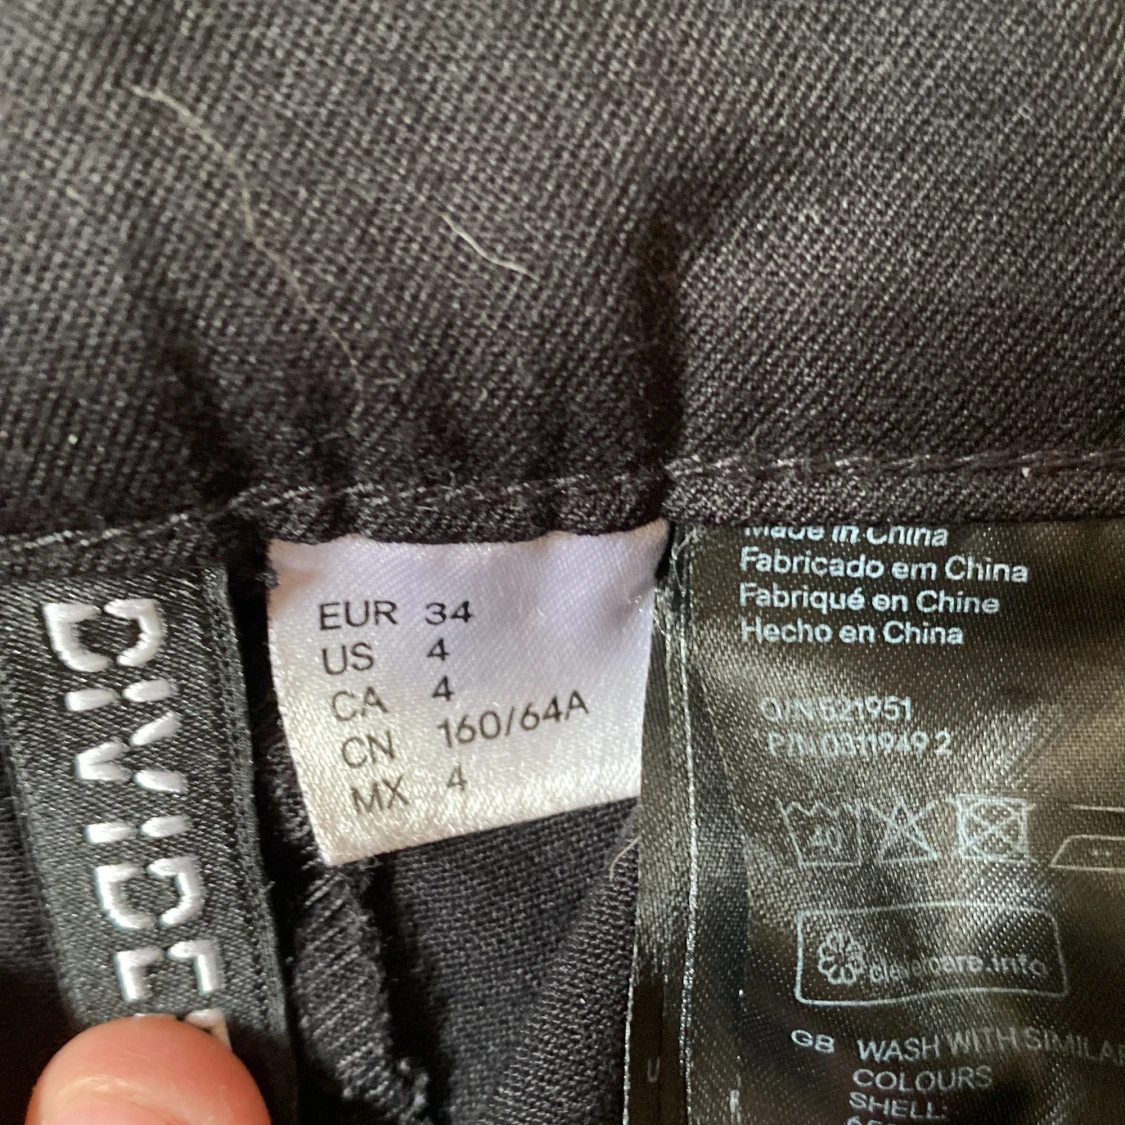 DIVIDE
EUR 34
US 4
CA 4
CN 160/64A
MX 4
Made in China
Fabricado em China
Fabriqué en Chine
Hecho en China
O/N 521951
P/N 0311949 2
40
clevercare.info
GB WASH WITH SIMILAR
COLOURS
SHELL: